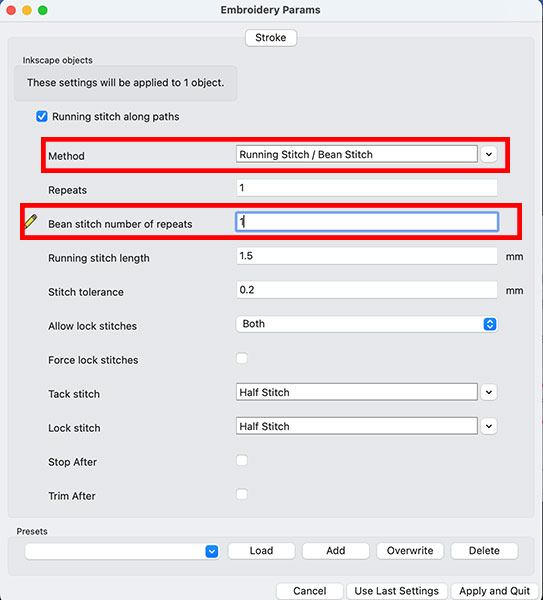 Embroidery Params
Stroke
Inkscape objects
These settings will be applied to 1 object.
Running stitch along paths
Method Running Stitch / Bean Stitch
Repeats 1
Bean stitch number of repeats 1
Running stitch length 1.5 mm
Stitch tolerance 0.2 mm
Allow lock stitches Both
Force lock stitches
Tack stitch Half Stitch
Lock stitch Half Stitch
Stop After
Trim After
Presets
Load Add Overwrite Delete
Cancel Use Last Settings Apply and Quit